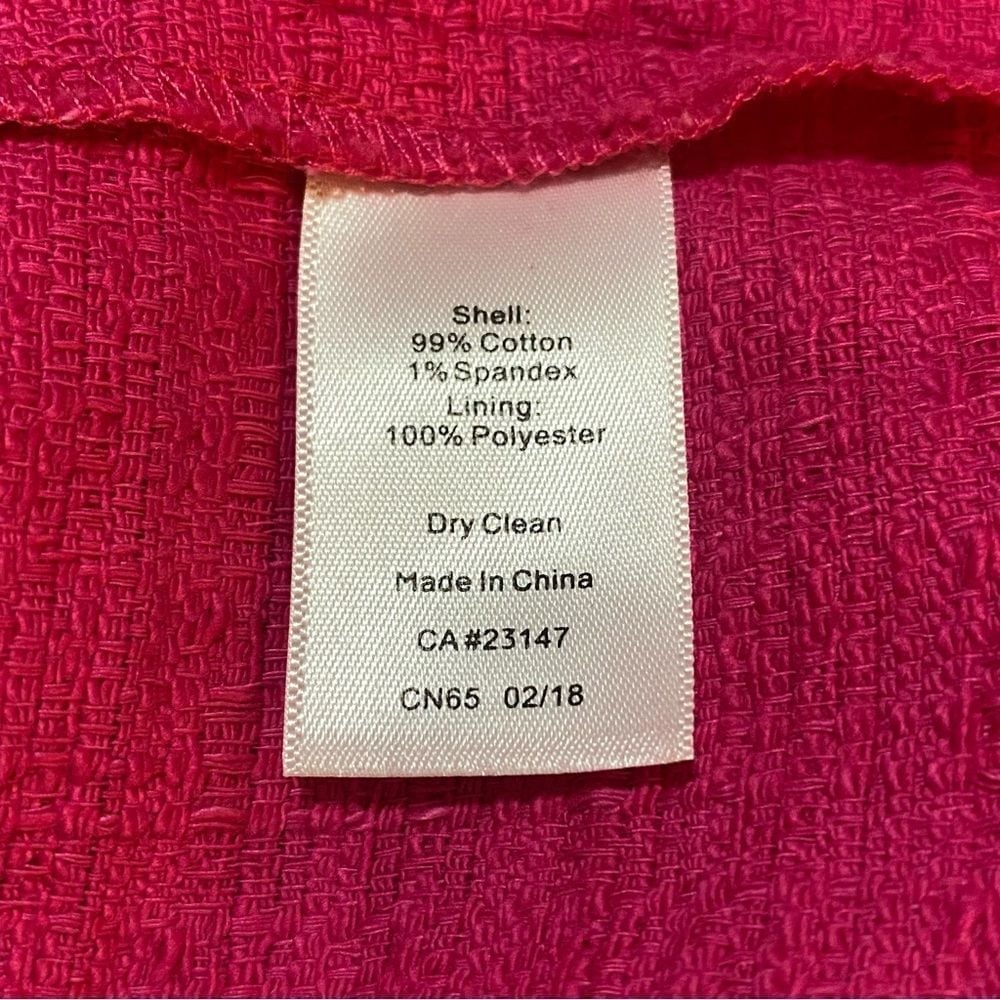 Shell:
99% Cotton
1% Spandex
Lining:
100% Polyester
Dry Clean
Made In China
CA#23147
CN65 02/18